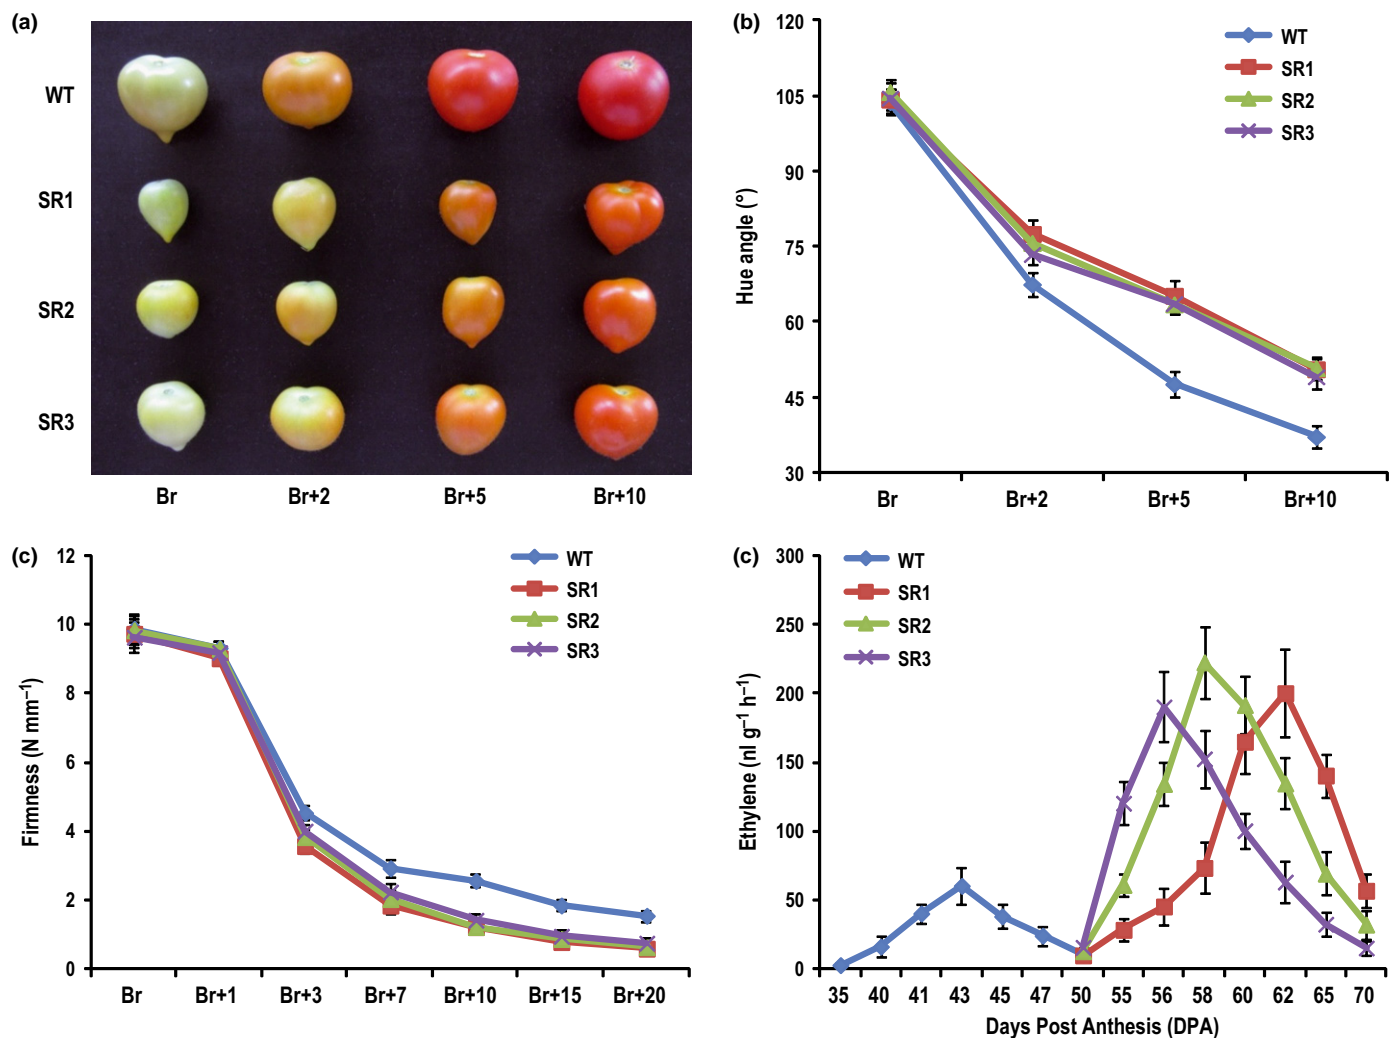 (a)
WT
SR1
SR2
SR3
Br Br+2 Br+5 Br+10
(b)
120
105
90
75
60
45
30
Hue angle (°)
WT
SR1
SR2
SR3
Br Br+2 Br+5 Br+10
(c)
12
10
8
6
4
2
0
Firmness (N mm⁻¹)
WT
SR1
SR2
SR3
Br Br+1 Br+3 Br+7 Br+10 Br+15 Br+20
(c)
300
250
200
150
100
50
0
Ethylene (nl g⁻¹ h⁻¹)
WT
SR1
SR2
SR3
35 40 41 43 45 47 50 55 56 58 60 62 65 70
Days Post Anthesis (DPA)